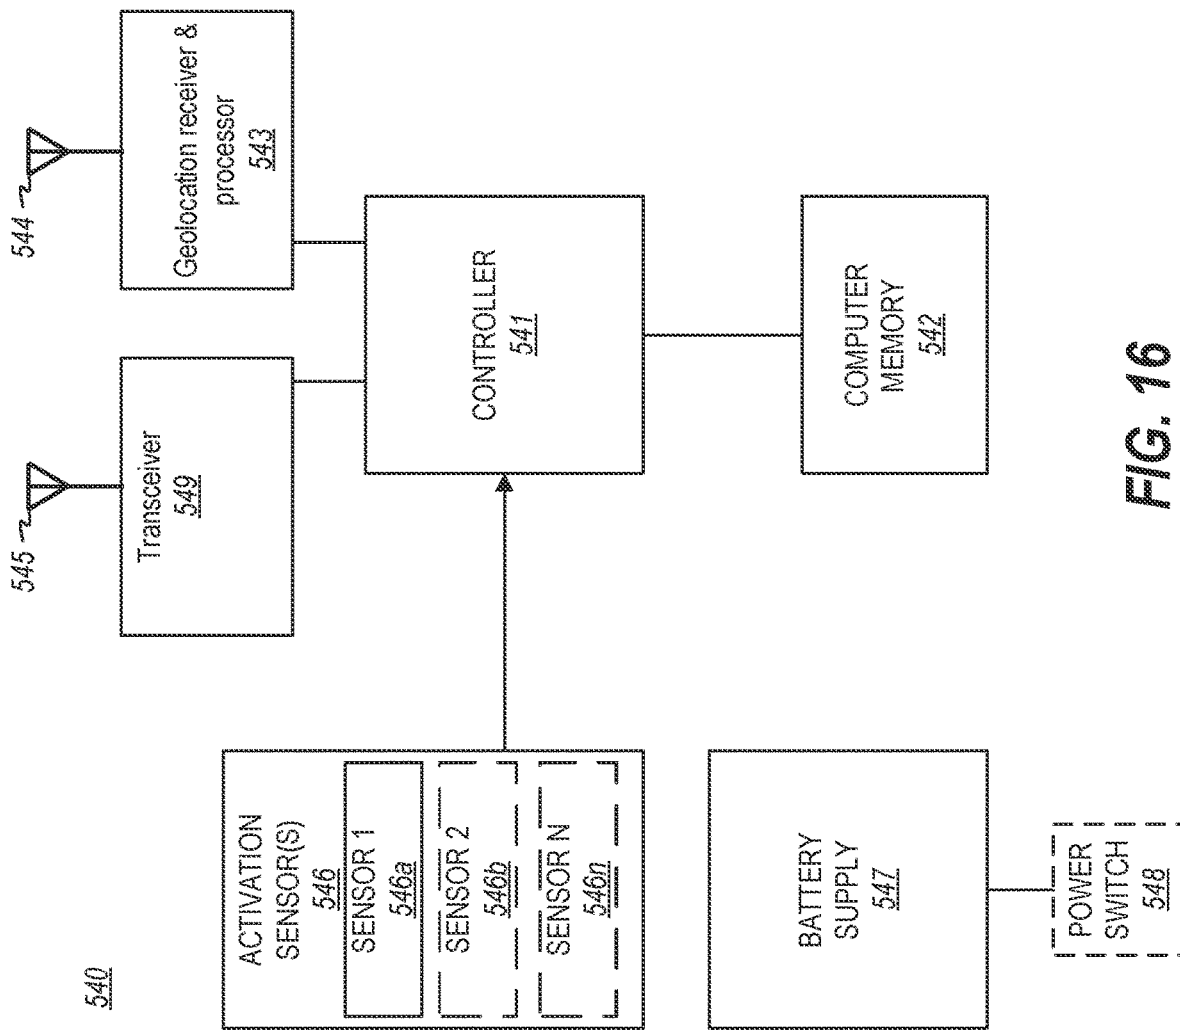 540
545
544
Transceiver
549
Geolocation receiver &
processor
543
ACTIVATION
SENSOR(S)
546
SENSOR 1
546a
SENSOR 2
546b
SENSOR N
546n
CONTROLLER
541
BATTERY
SUPPLY
547
COMPUTER
MEMORY
542
POWER
SWITCH
548
FIG. 16